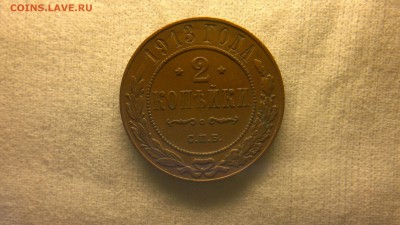 COINS.LAVE.RU
1913 ГОДА
* 2 *
КОПѢЙКИ
С.П.Б.